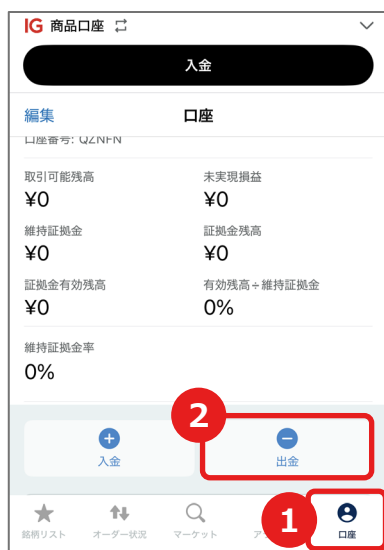 IG 商品口座
入金
編集 口座
口座番号: QZNFN
取引可能残高 未実現損益
¥0 ¥0
維持証拠金 証拠金残高
¥0 ¥0
証拠金有効残高 有効残高÷維持証拠金
¥0 0%
維持証拠金率
0%
2
入金 出金
1
銘柄リスト オーダー状況 マーケット ア 口座